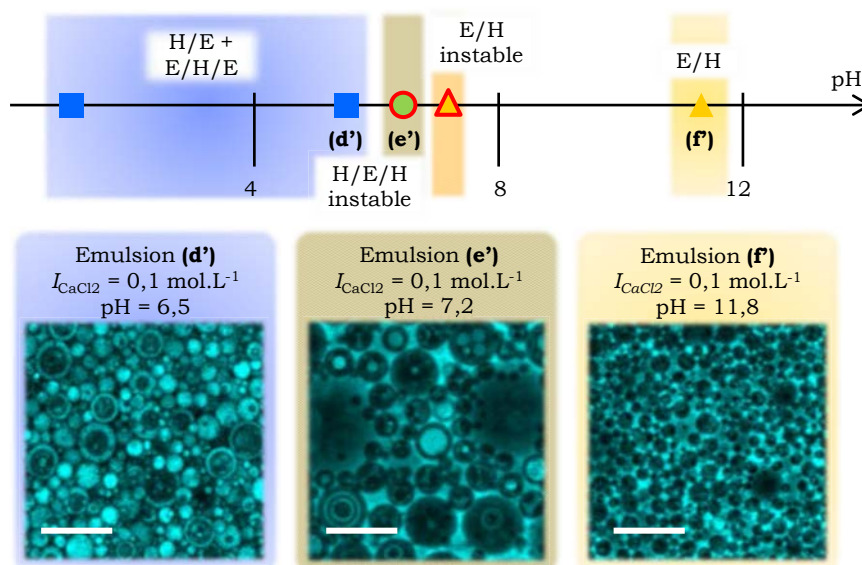 H/E +
E/H/E
E/H
instable
E/H
pH
(d’)
(e’)
(f’)
H/E/H
instable
4
8
12
Emulsion (d’)
ICaCl2 = 0,1 mol.L-1
pH = 6,5
Emulsion (e’)
ICaCl2 = 0,1 mol.L-1
pH = 7,2
Emulsion (f’)
ICaCl2 = 0,1 mol.L-1
pH = 11,8